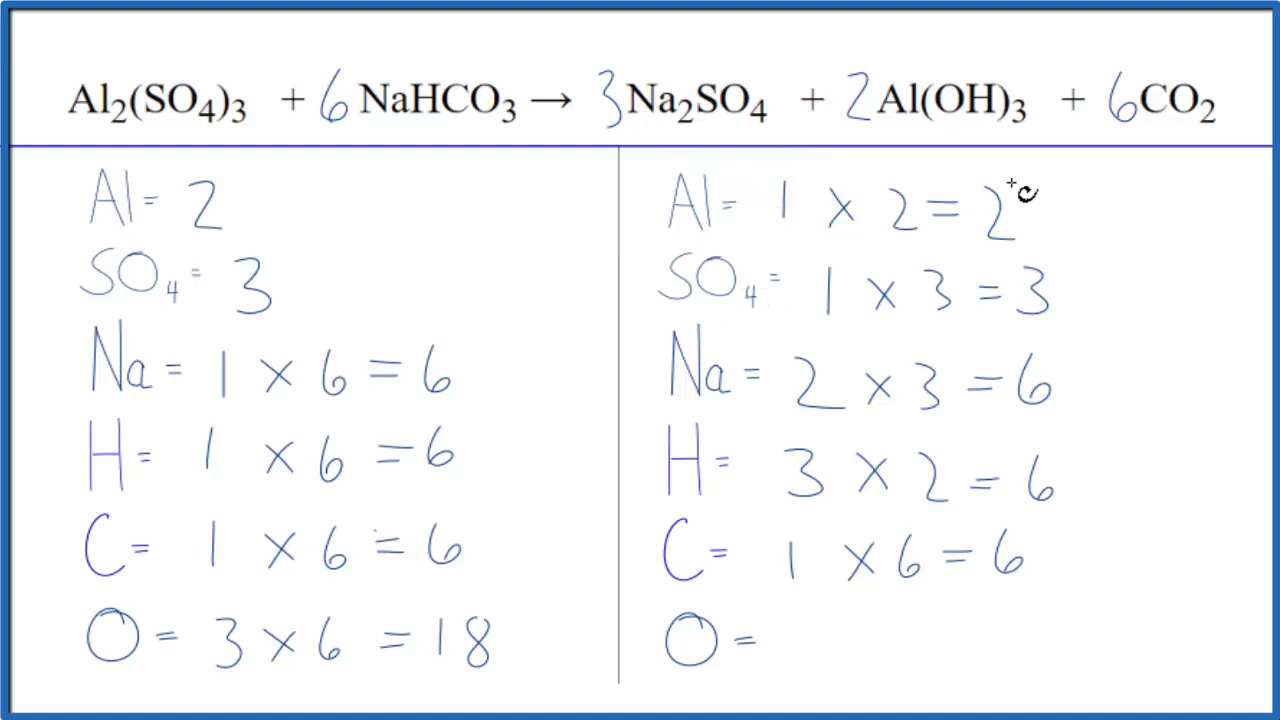 Al₂(SO₄)₃ + 6 NaHCO₃ → 3 Na₂SO₄ + 2 Al(OH)₃ + 6 CO₂
Al = 2
SO₄ = 3
Na = 1 x 6 = 6
H = 1 x 6 = 6
C = 1 x 6 = 6
O = 3 x 6 = 18
Al = 1 x 2 = 2
SO₄ = 1 x 3 = 3
Na = 2 x 3 = 6
H = 3 x 2 = 6
C = 1 x 6 = 6
O =